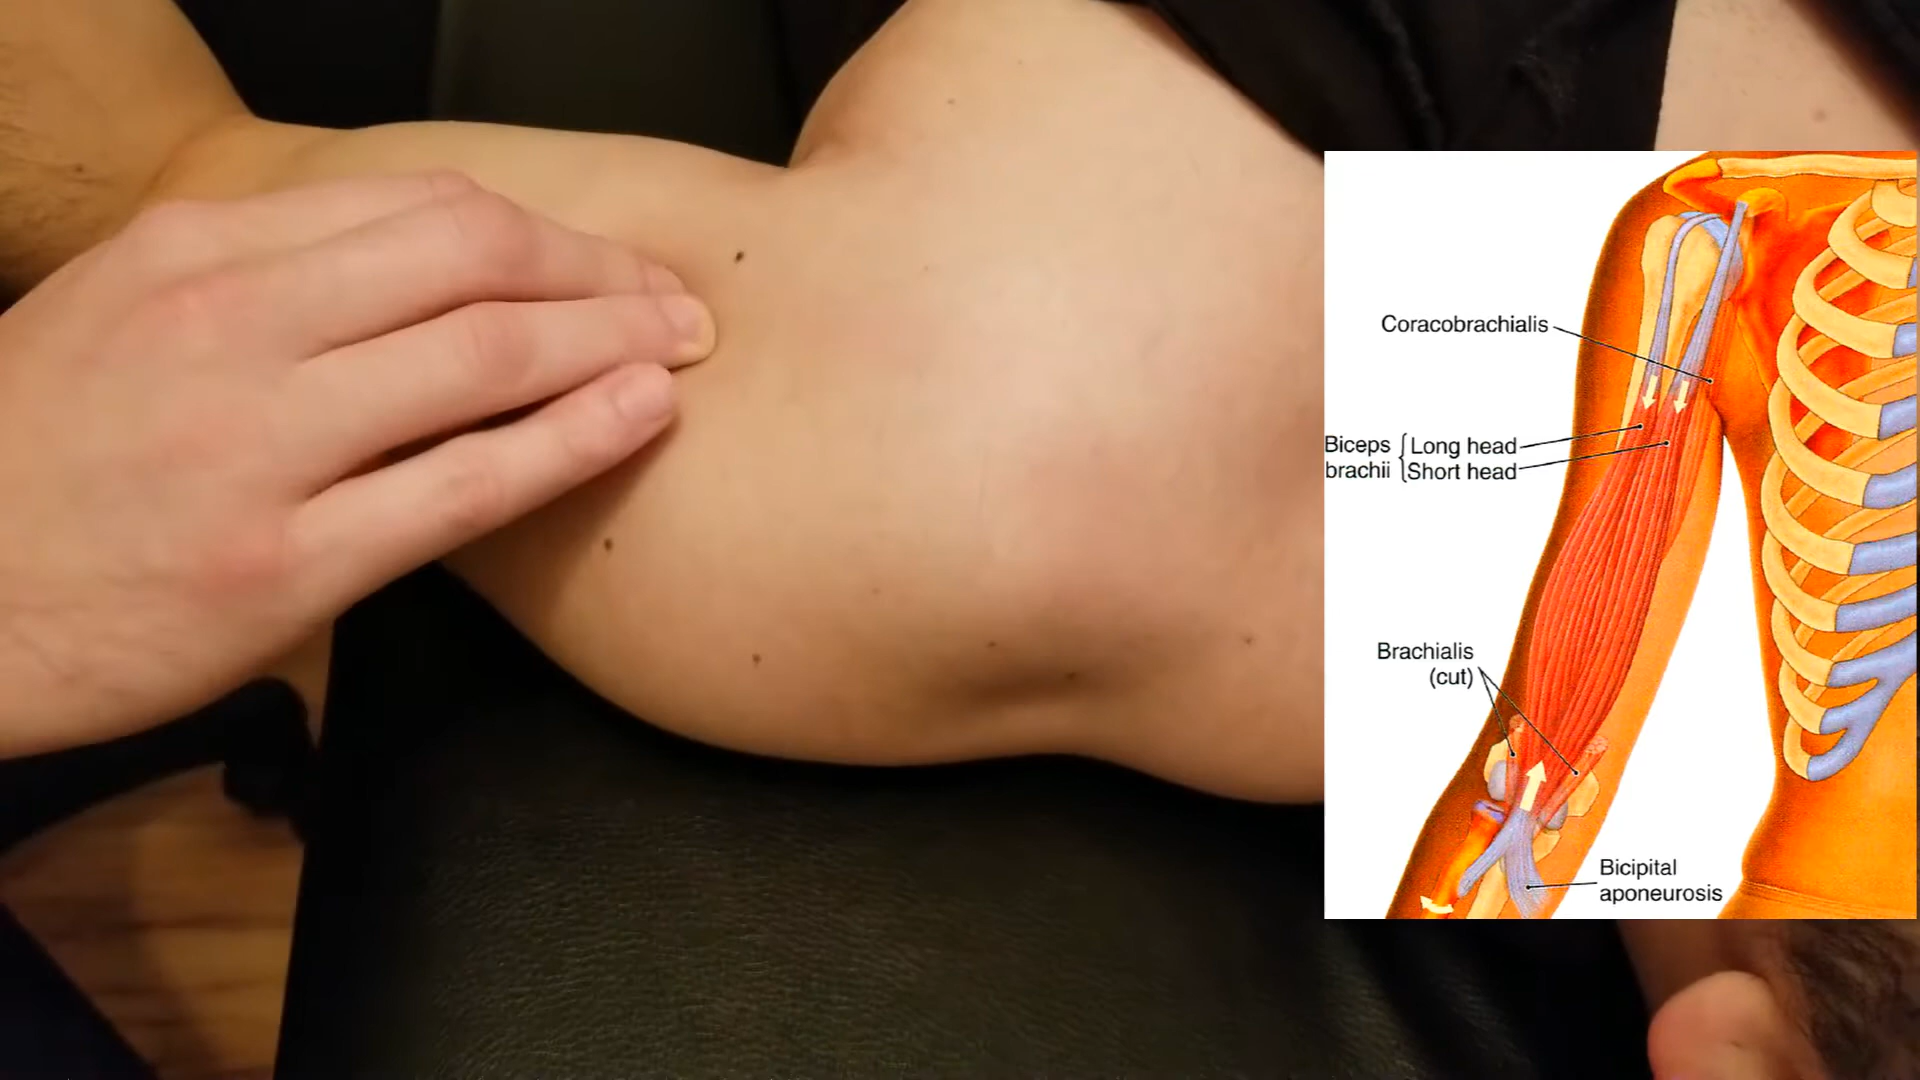 Coracobrachialis
Biceps brachii
Long head
Short head
Brachialis
(cut)
Bicipital
aponeurosis